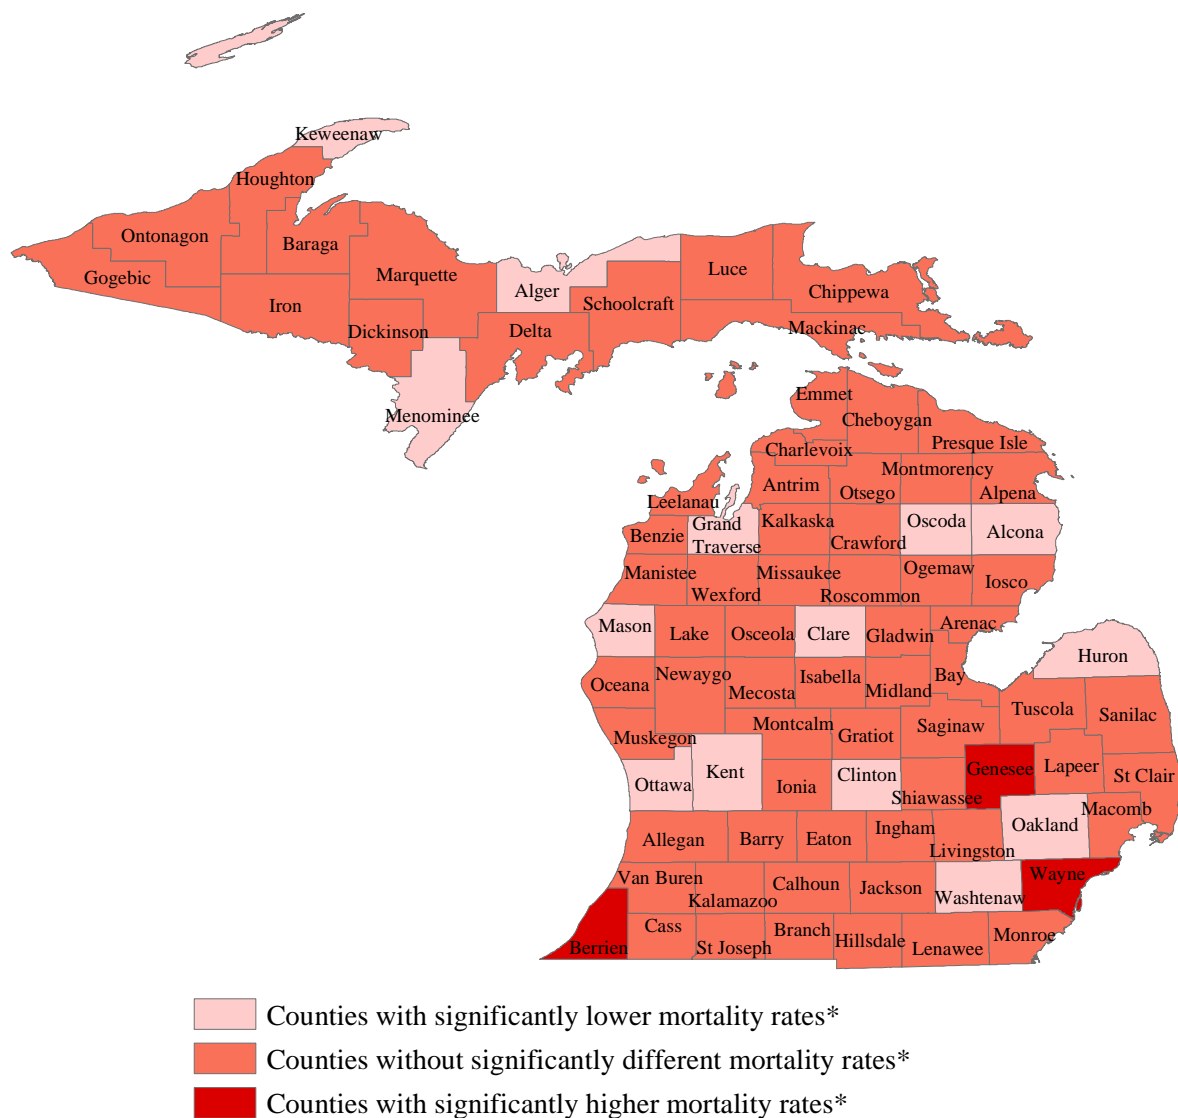 Keweenaw
Houghton
Ontonagon
Baraga
Gogebic
Marquette
Iron
Dickinson
Menominee
Alger
Delta
Schoolcraft
Luce
Chippewa
Mackinac
Emmet
Cheboygan
Presque Isle
Charlevoix
Antrim
Otsego
Montmorency
Alpena
Leelanau
Benzie
Grand
Traverse
Kalkaska
Crawford
Oscoda
Alcona
Manistee
Wexford
Missaukee
Roscommon
Ogemaw
Iosco
Mason
Lake
Osceola
Clare
Gladwin
Arenac
Huron
Oceana
Newaygo
Mecosta
Isabella
Midland
Bay
Tuscola
Sanilac
Muskegon
Montcalm
Gratiot
Saginaw
Genesee
Lapeer
St Clair
Ottawa
Kent
Ionia
Clinton
Shiawassee
Oakland
Macomb
Allegan
Barry
Eaton
Ingham
Livingston
Van Buren
Kalamazoo
Calhoun
Jackson
Washtenaw
Wayne
Berrien
Cass
St Joseph
Branch
Hillsdale
Lenawee
Monroe
Counties with significantly lower mortality rates*
Counties without significantly different mortality rates*
Counties with significantly higher mortality rates*